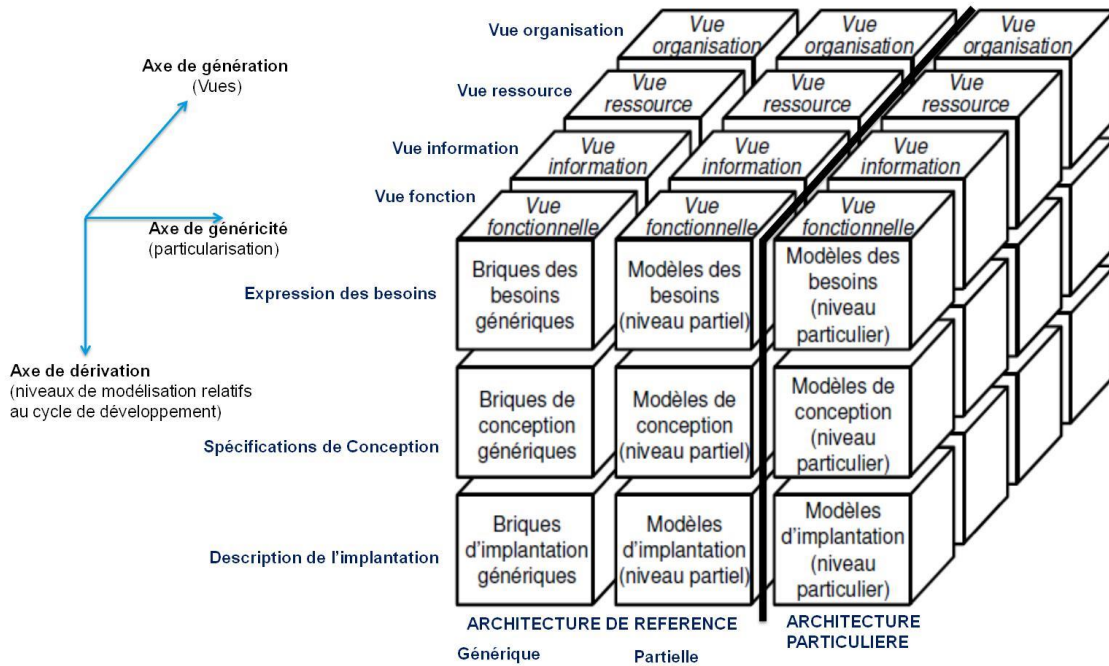 Axe de génération
(Vues)
Axe de généricité
(particularisation)
Axe de dérivation
(niveaux de modélisation relatifs
au cycle de développement)
Vue organisation
Vue ressource
Vue information
Vue fonction
Vue
organisation
Vue
organisation
Vue
organisation
Vue
ressource
Vue
ressource
Vue
ressource
Vue
information
Vue
information
Vue
information
Vue
fonctionnelle
Vue
fonctionnelle
Vue
fonctionnelle
Expression des besoins
Briques des
besoins
génériques
Modèles des
besoins
(niveau partiel)
Modèles des
besoins
(niveau
particulier)
Spécifications de Conception
Briques de
conception
génériques
Modèles de
conception
(niveau partiel)
Modèles de
conception
(niveau
particulier)
Description de l'implantation
Briques
d'implantation
génériques
Modèles
d'implantation
(niveau partiel)
Modèles
d'implantation
(niveau
particulier)
ARCHITECTURE DE REFERENCE
ARCHITECTURE
PARTICULIERE
Générique
Partielle